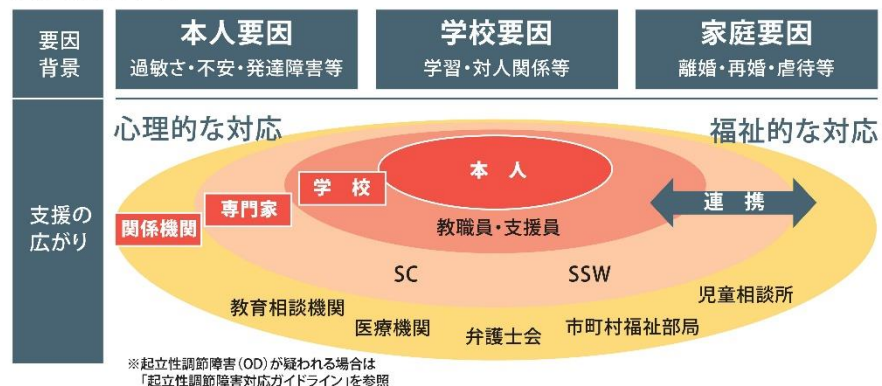 要因
背景
本人要因
過敏さ・不安・発達障害等
学校要因
学習・対人関係等
家庭要因
離婚・再婚・虐待等
支援の
広がり
心理的な対応
福祉的な対応
本人
学校
専門家
関係機関
連携
教職員・支援員
SC
SSW
教育相談機関
医療機関
弁護士会
市町村福祉部局
児童相談所
※起立性調節障害(OD)が疑われる場合は
「起立性調節障害対応ガイドライン」を参照